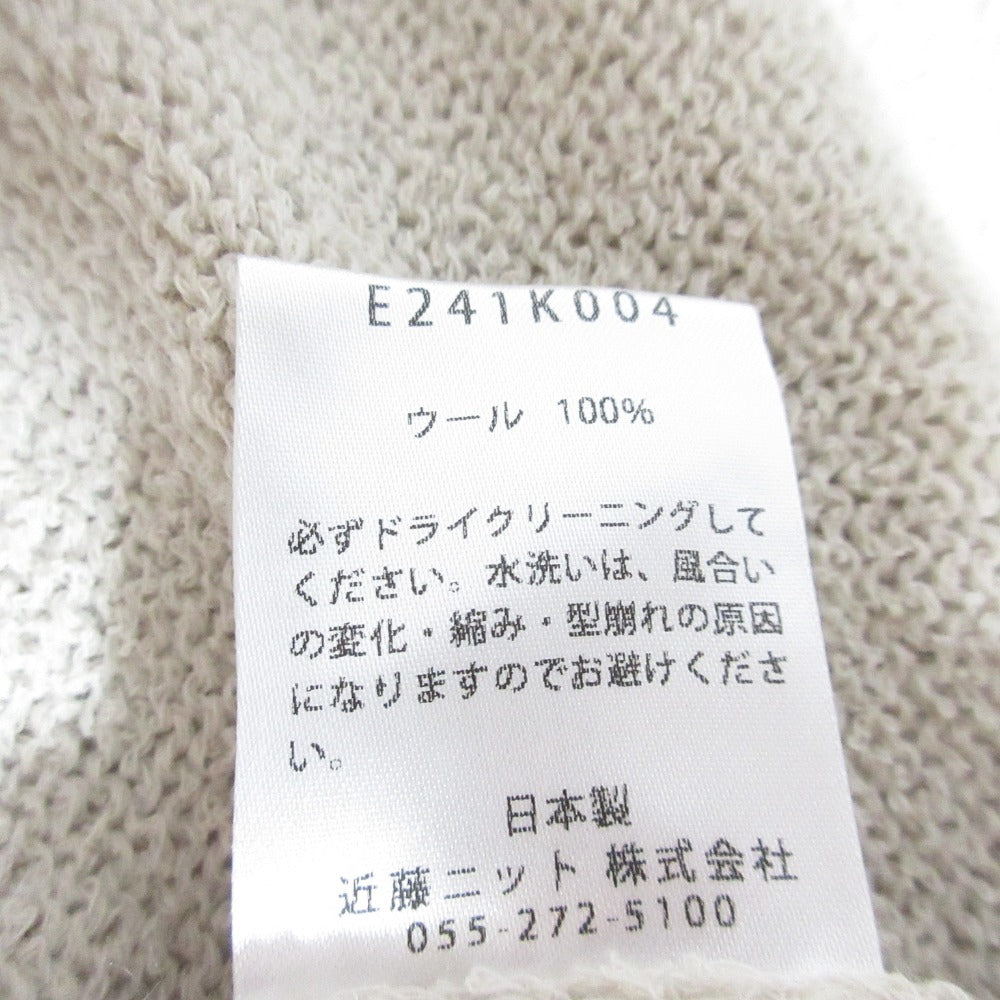 E241K004
ウール 100%
必ずドライクリーニングして
ください。水洗いは、風合い
の変化・縮み・型崩れの原因
になりますのでお避けくださ
い。
日本製
近藤ニット 株式会社
055-272-5100